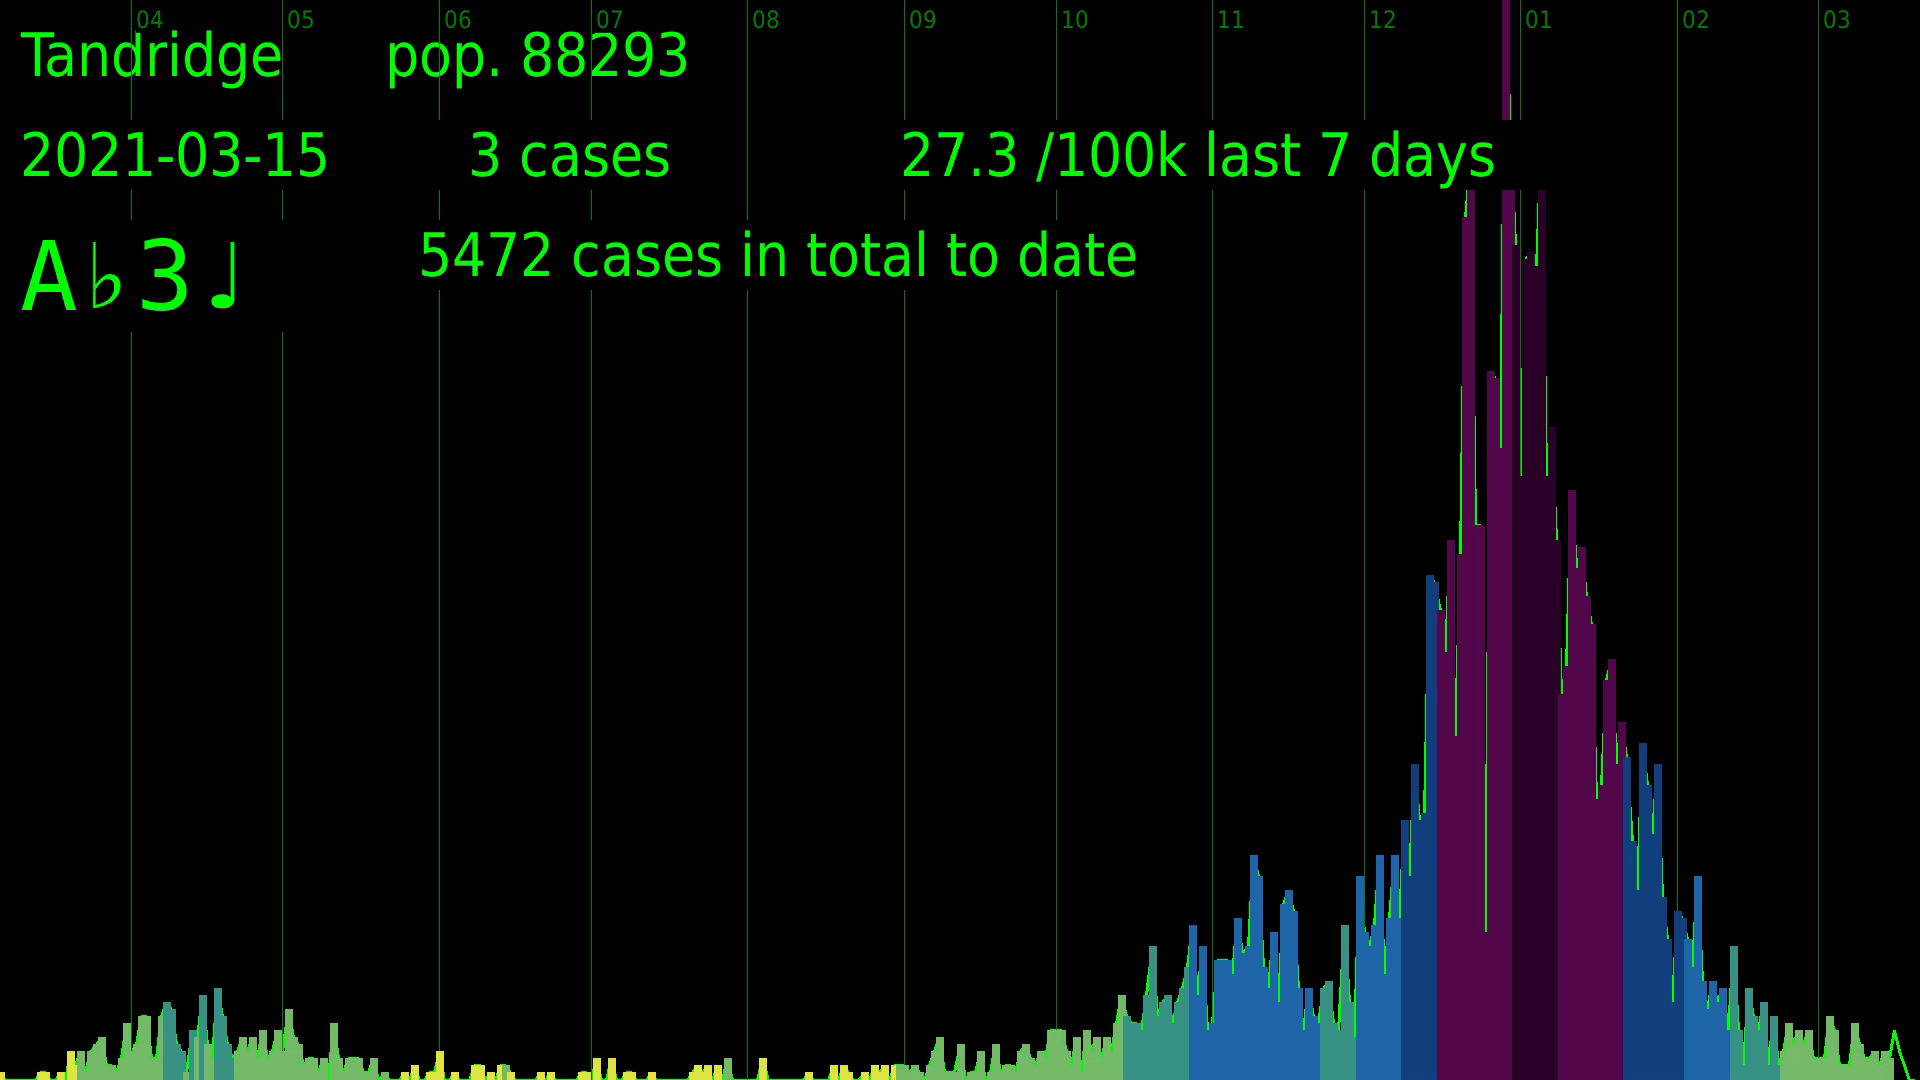 04 05 06 07 08 09 10 11 12 01 02 03
Tandridge pop. 88293
2021-03-15 3 cases 27.3 /100k last 7 days
A♭3♩ 5472 cases in total to date